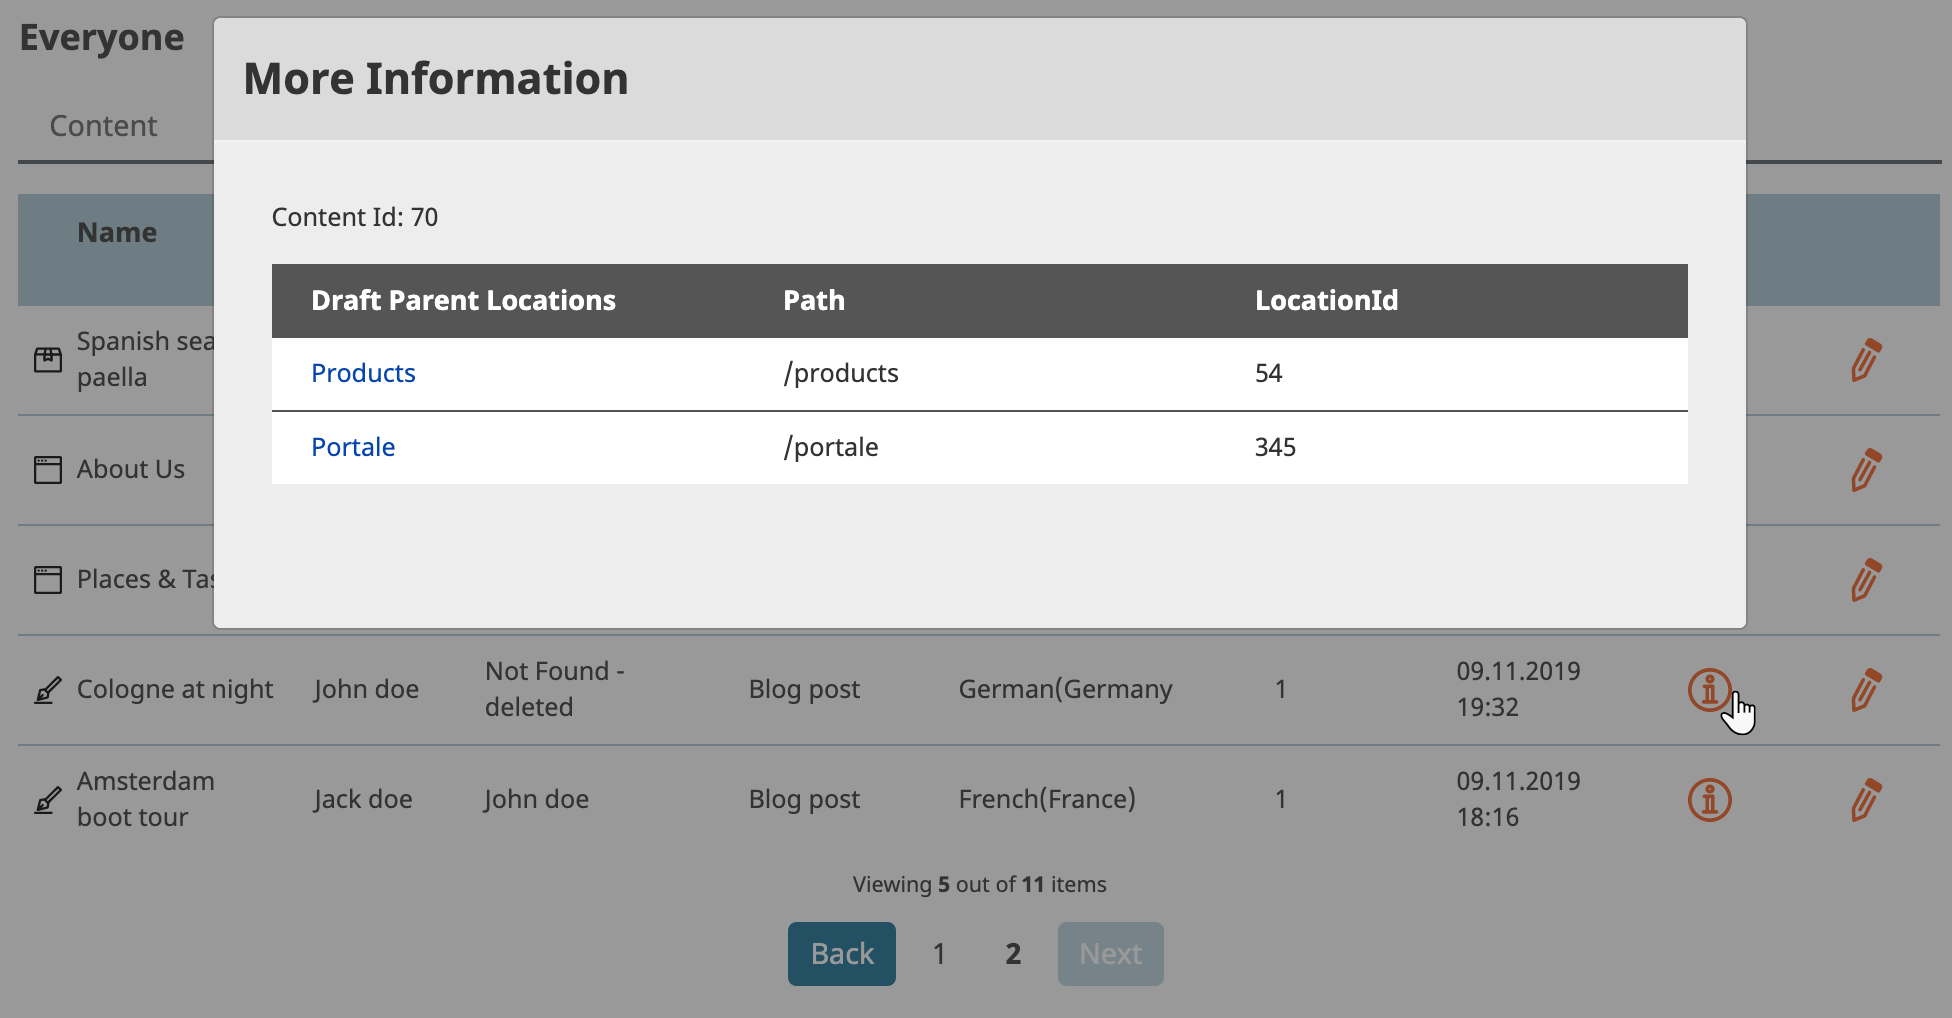 Everyone
More Information
Content
Content Id: 70
Name
Draft Parent Locations Path LocationId
Products /products 54
Portale /portale 345
Spanish sea
paella
About Us
Places & Tas
Cologne at night John doe Not Found - deleted Blog post German(Germany 1 09.11.2019 19:32
Amsterdam boot tour Jack doe John doe Blog post French(France) 1 09.11.2019 18:16
Viewing 5 out of 11 items
Back 1 2 Next